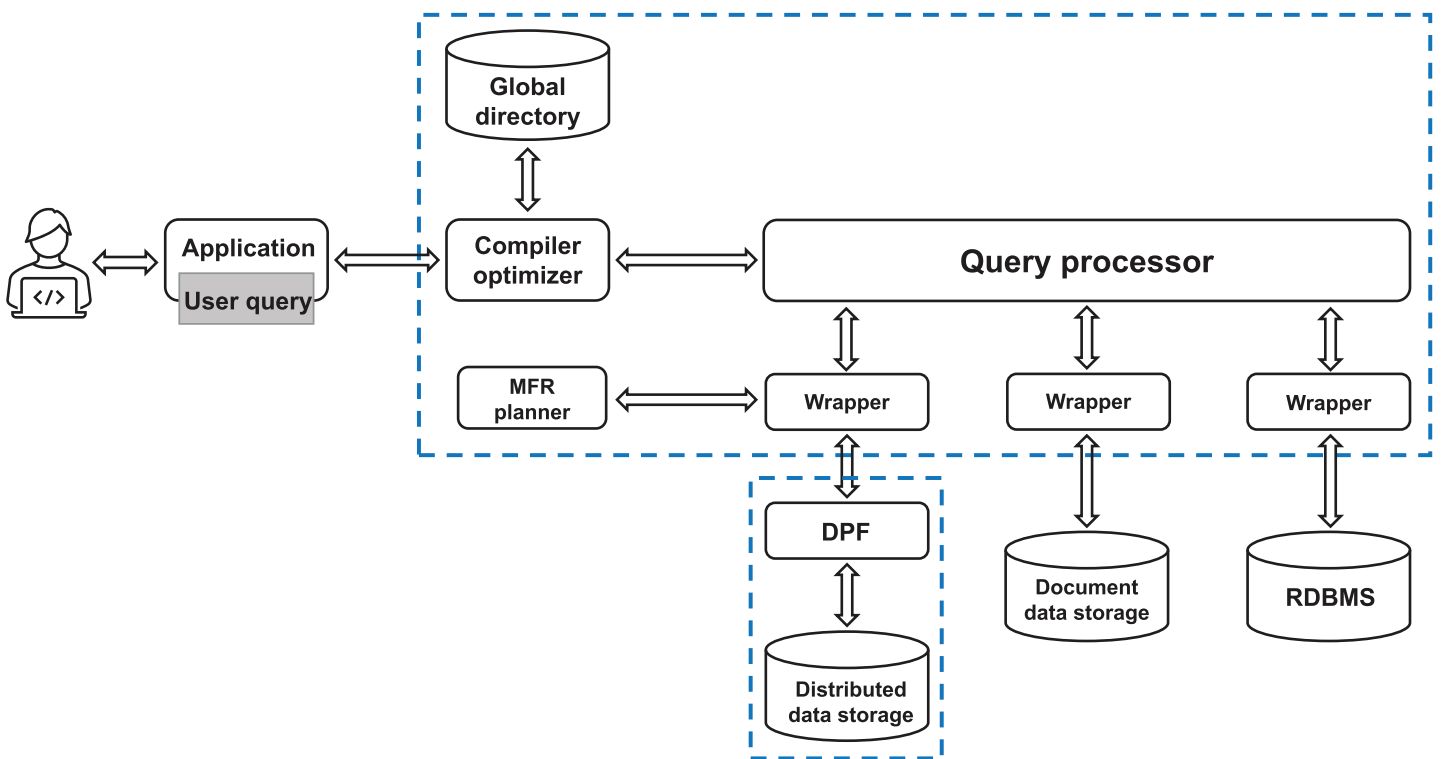 Global
directory
Application
User query
</>
Compiler
optimizer
Query processor
MFR
planner
Wrapper
Wrapper
Wrapper
DPF
Document
data storage
RDBMS
Distributed
data storage